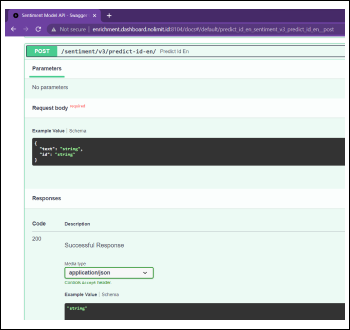 Sentiment Model API - Swagger
Not secure | enrichment.dashboard.nolimit.id:8104/docs#/default/predict_id_en_sentiment_v3_predict_id_en__post
POST /sentiment/v3/predict-id-en/ Predict Id En
Parameters
No parameters
Request body required
Example Value | Schema
{
"text": "string",
"id": "string"
}
Responses
Code Description
200
Successful Response
Media type
application/json
Controls Accept header.
Example Value | Schema
"string"